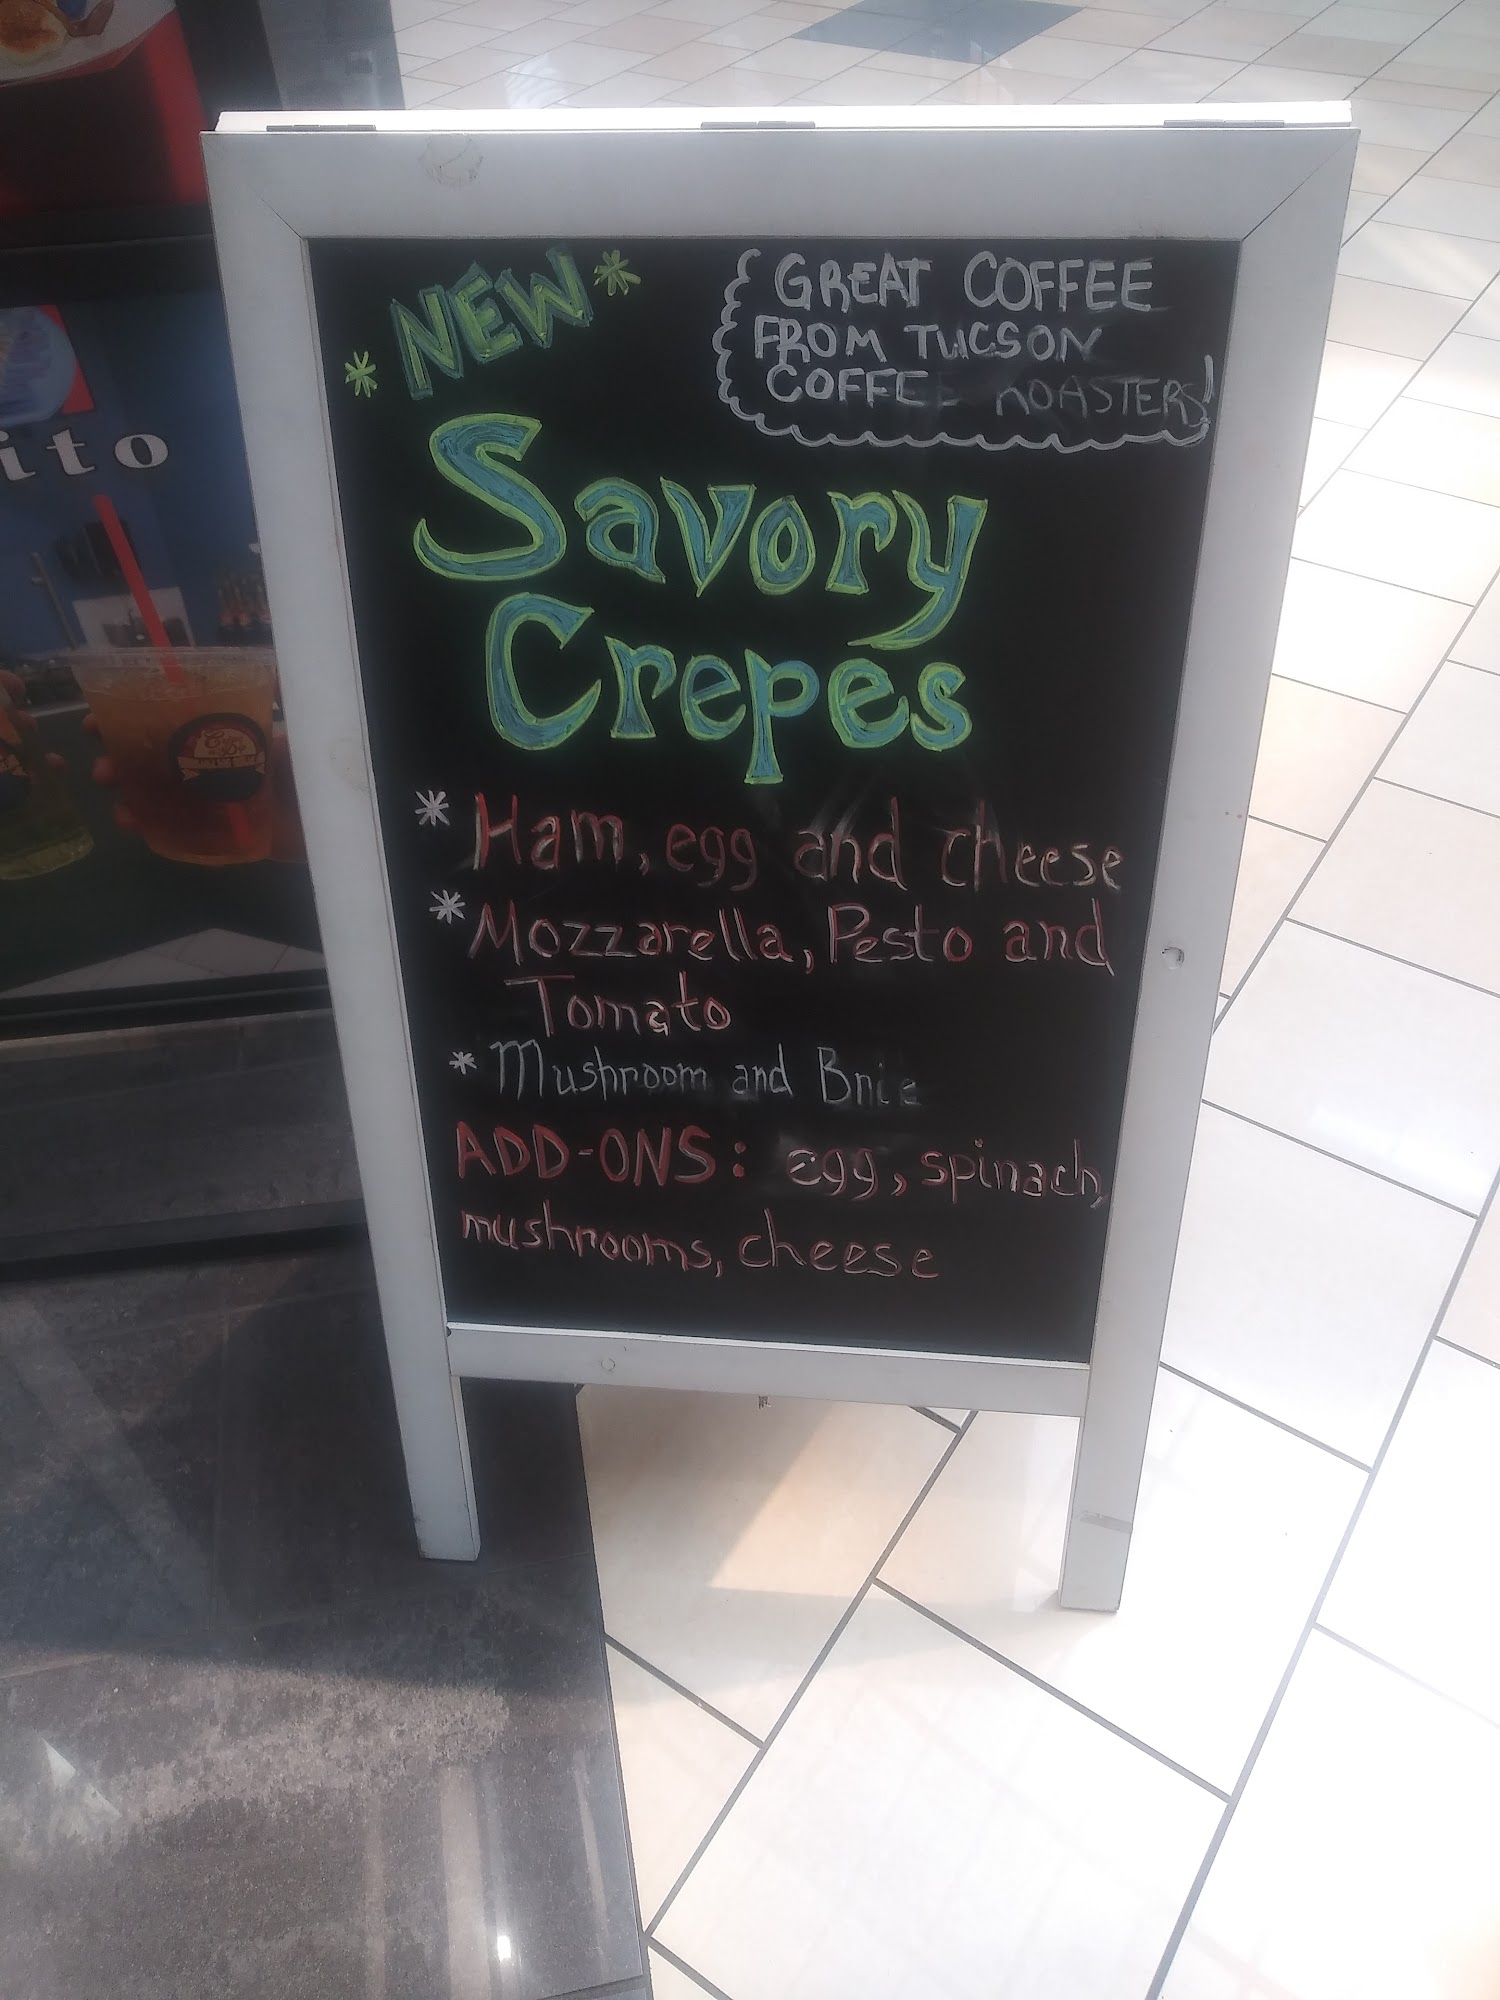 *NEW*
GREAT COFFEE
FROM TUCSON
COFFEE ROASTERS!
Savory
Crepes
* Ham, egg and cheese
* Mozzarella, Pesto and
Tomato
* Mushroom and Brie
ADD-ONS: egg, spinach,
mushrooms, cheese
ito